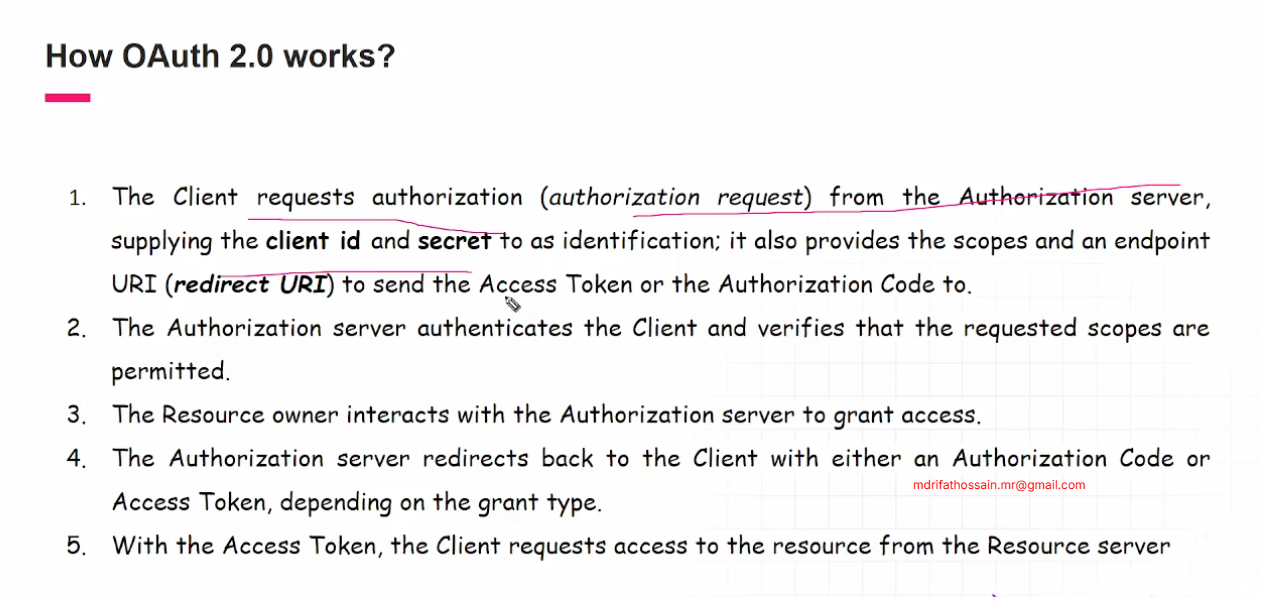 How OAuth 2.0 works?
1. The Client requests authorization (authorization request) from the Authorization server,
supplying the client id and secret to as identification; it also provides the scopes and an endpoint
URI (redirect URI) to send the Access Token or the Authorization Code to.
2. The Authorization server authenticates the Client and verifies that the requested scopes are
permitted.
3. The Resource owner interacts with the Authorization server to grant access.
4. The Authorization server redirects back to the Client with either an Authorization Code or
mdrifathossain.mr@gmail.com
Access Token, depending on the grant type.
5. With the Access Token, the Client requests access to the resource from the Resource server